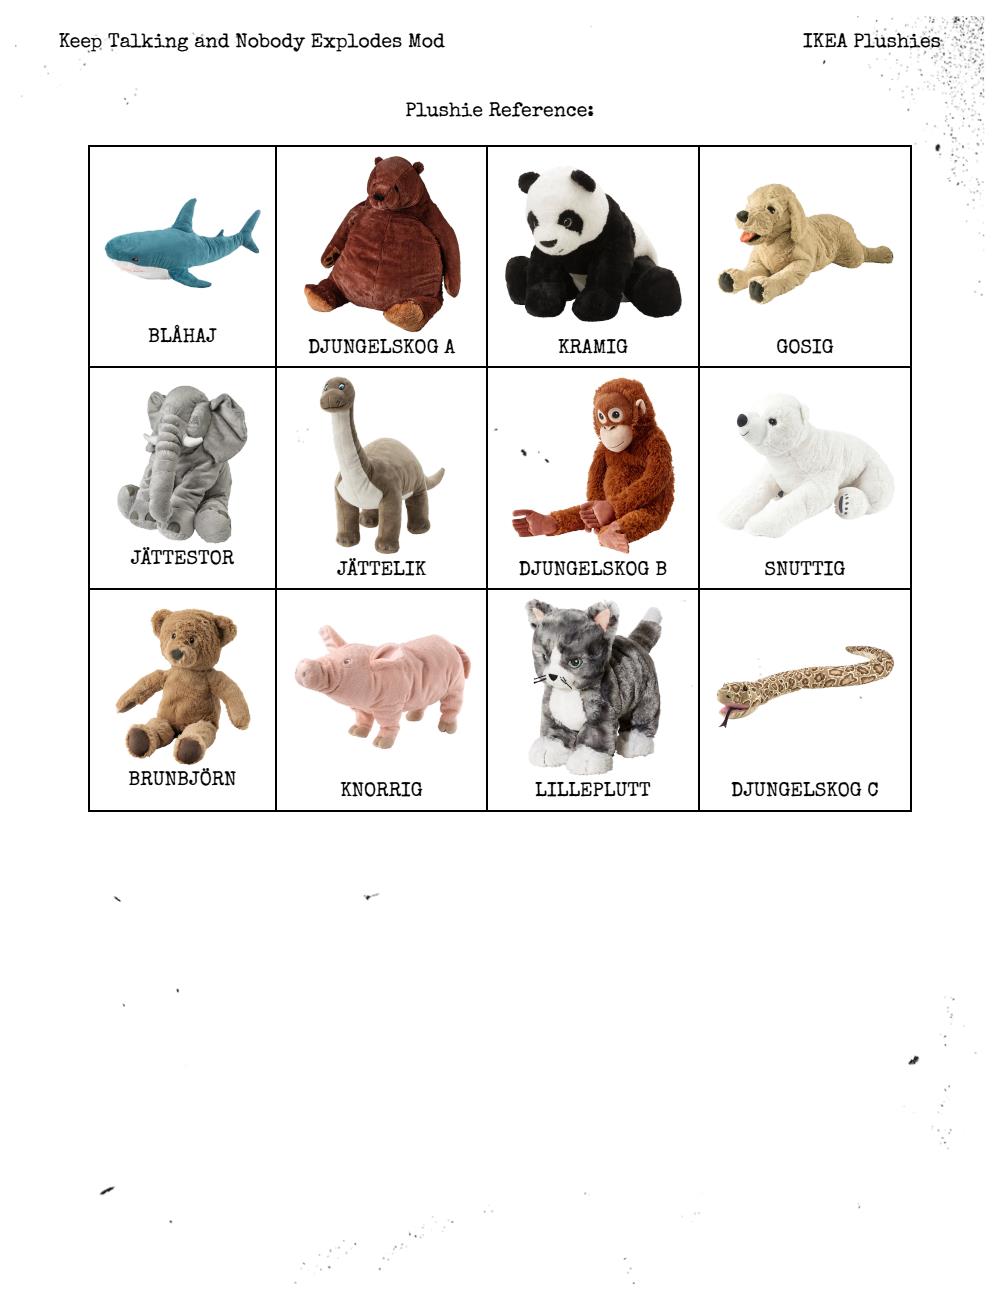 Keep Talking and Nobody Explodes Mod
IKEA Plushies
Plushie Reference:
BLÅHAJ
DJUNGELSKOG A
KRAMIG
GOSIG
JÄTTESTOR
JÄTTELIK
DJUNGELSKOG B
SNUTTIG
BRUNBJÖRN
KNORRIG
LILLEPLUTT
DJUNGELSKOG C